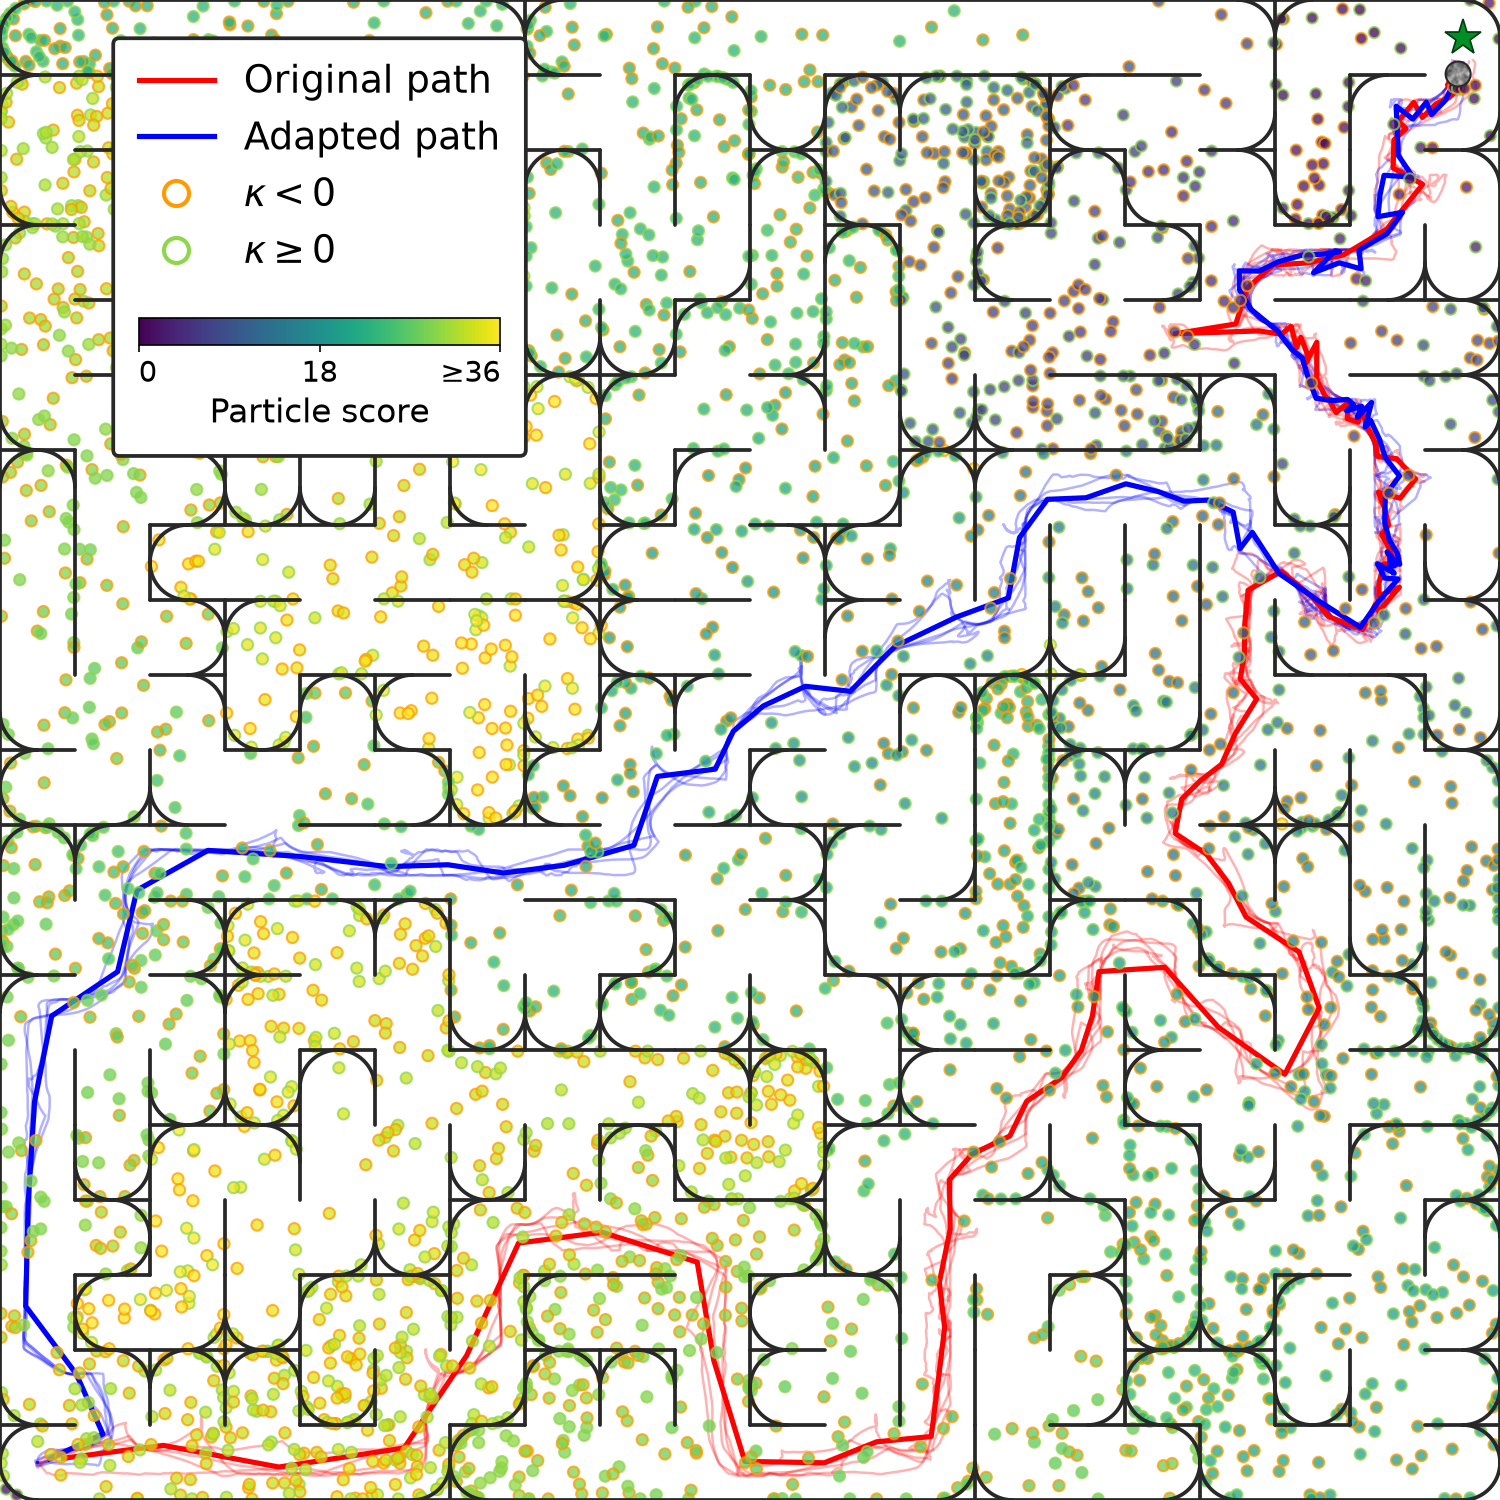 Original path
Adapted path
κ < 0
κ ≥ 0
0 18 ≥36
Particle score